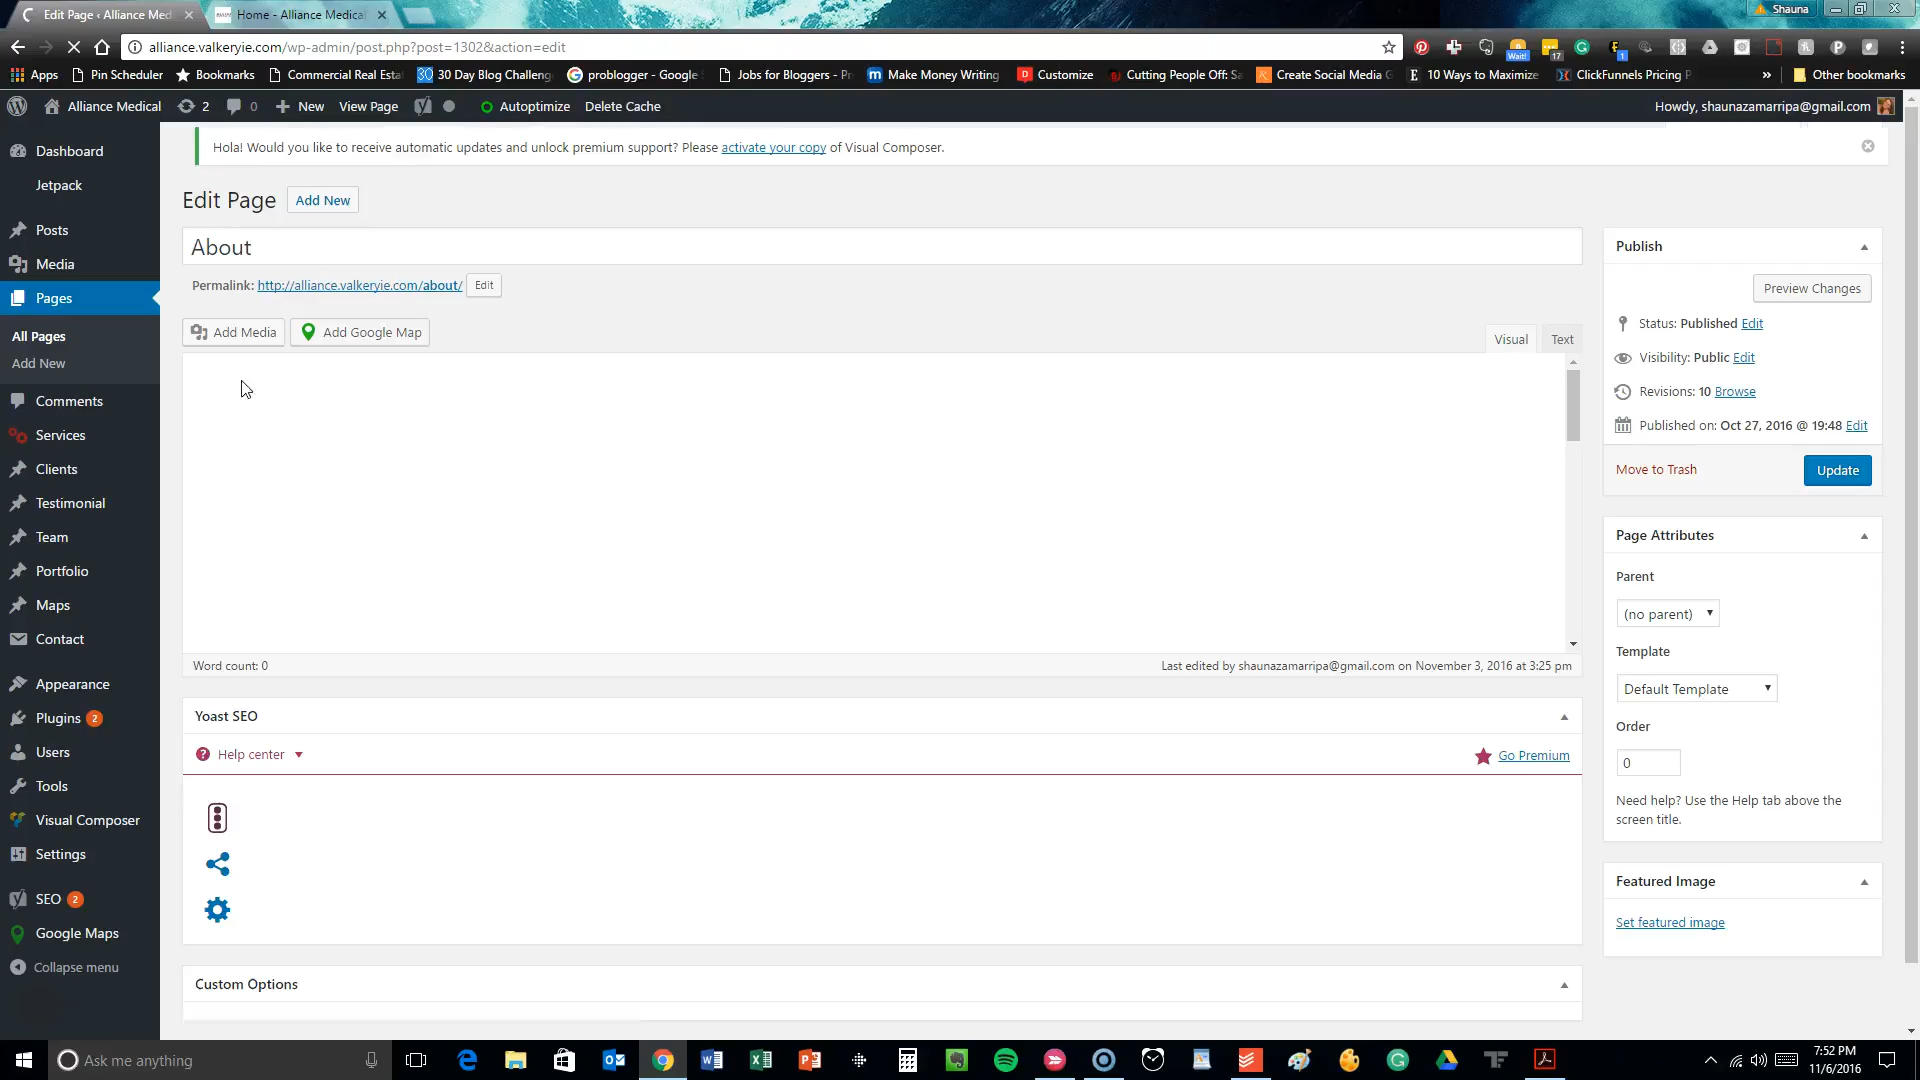 Edit Page ‹ Alliance Med
Home - Alliance Medical
Shauna
alliance.valkeryie.com/wp-admin/post.php?post=1302&action=edit
Wait!
17
1
Apps
Pin Scheduler
Bookmarks
Commercial Real Esta
30 Day Blog Challeng
problogger - Google
Jobs for Bloggers - Pr
Make Money Writing
Customize
Cutting People Off: Sa
Create Social Media G
10 Ways to Maximize
ClickFunnels Pricing P
»
Other bookmarks
Alliance Medical
2
0
New
View Page
Autoptimize
Delete Cache
Howdy, shaunazamarripa@gmail.com
Hola! Would you like to receive automatic updates and unlock premium support? Please activate your copy of Visual Composer.
Dashboard
Jetpack
Posts
Media
Pages
All Pages
Add New
Comments
Services
Clients
Testimonial
Team
Portfolio
Maps
Contact
Appearance
Plugins 2
Users
Tools
Visual Composer
Settings
SEO 2
Google Maps
Collapse menu
Edit Page
Add New
About
Permalink: http://alliance.valkeryie.com/about/
Edit
Add Media
Add Google Map
Visual
Text
Word count: 0
Last edited by shaunazamarripa@gmail.com on November 3, 2016 at 3:25 pm
Yoast SEO
Help center
Go Premium
Custom Options
Publish
Preview Changes
Status: Published Edit
Visibility: Public Edit
Revisions: 10 Browse
Published on: Oct 27, 2016 @ 19:48 Edit
Move to Trash
Update
Page Attributes
Parent
(no parent)
Template
Default Template
Order
0
Need help? Use the Help tab above the
screen title.
Featured Image
Set featured image
Ask me anything
7:52 PM
11/6/2016